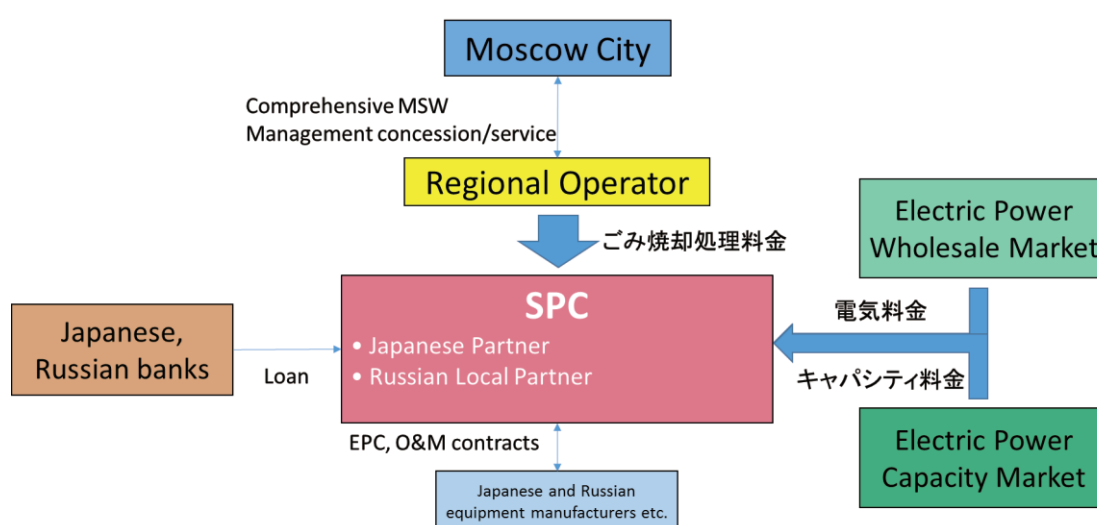 Moscow City
Comprehensive MSW
Management concession/service
Regional Operator
ごみ焼却処理料金
Electric Power
Wholesale Market
SPC
• Japanese Partner
• Russian Local Partner
Japanese,
Russian banks
Loan
電気料金
キャパシティ料金
EPC, O&M contracts
Electric Power
Capacity Market
Japanese and Russian
equipment manufacturers etc.